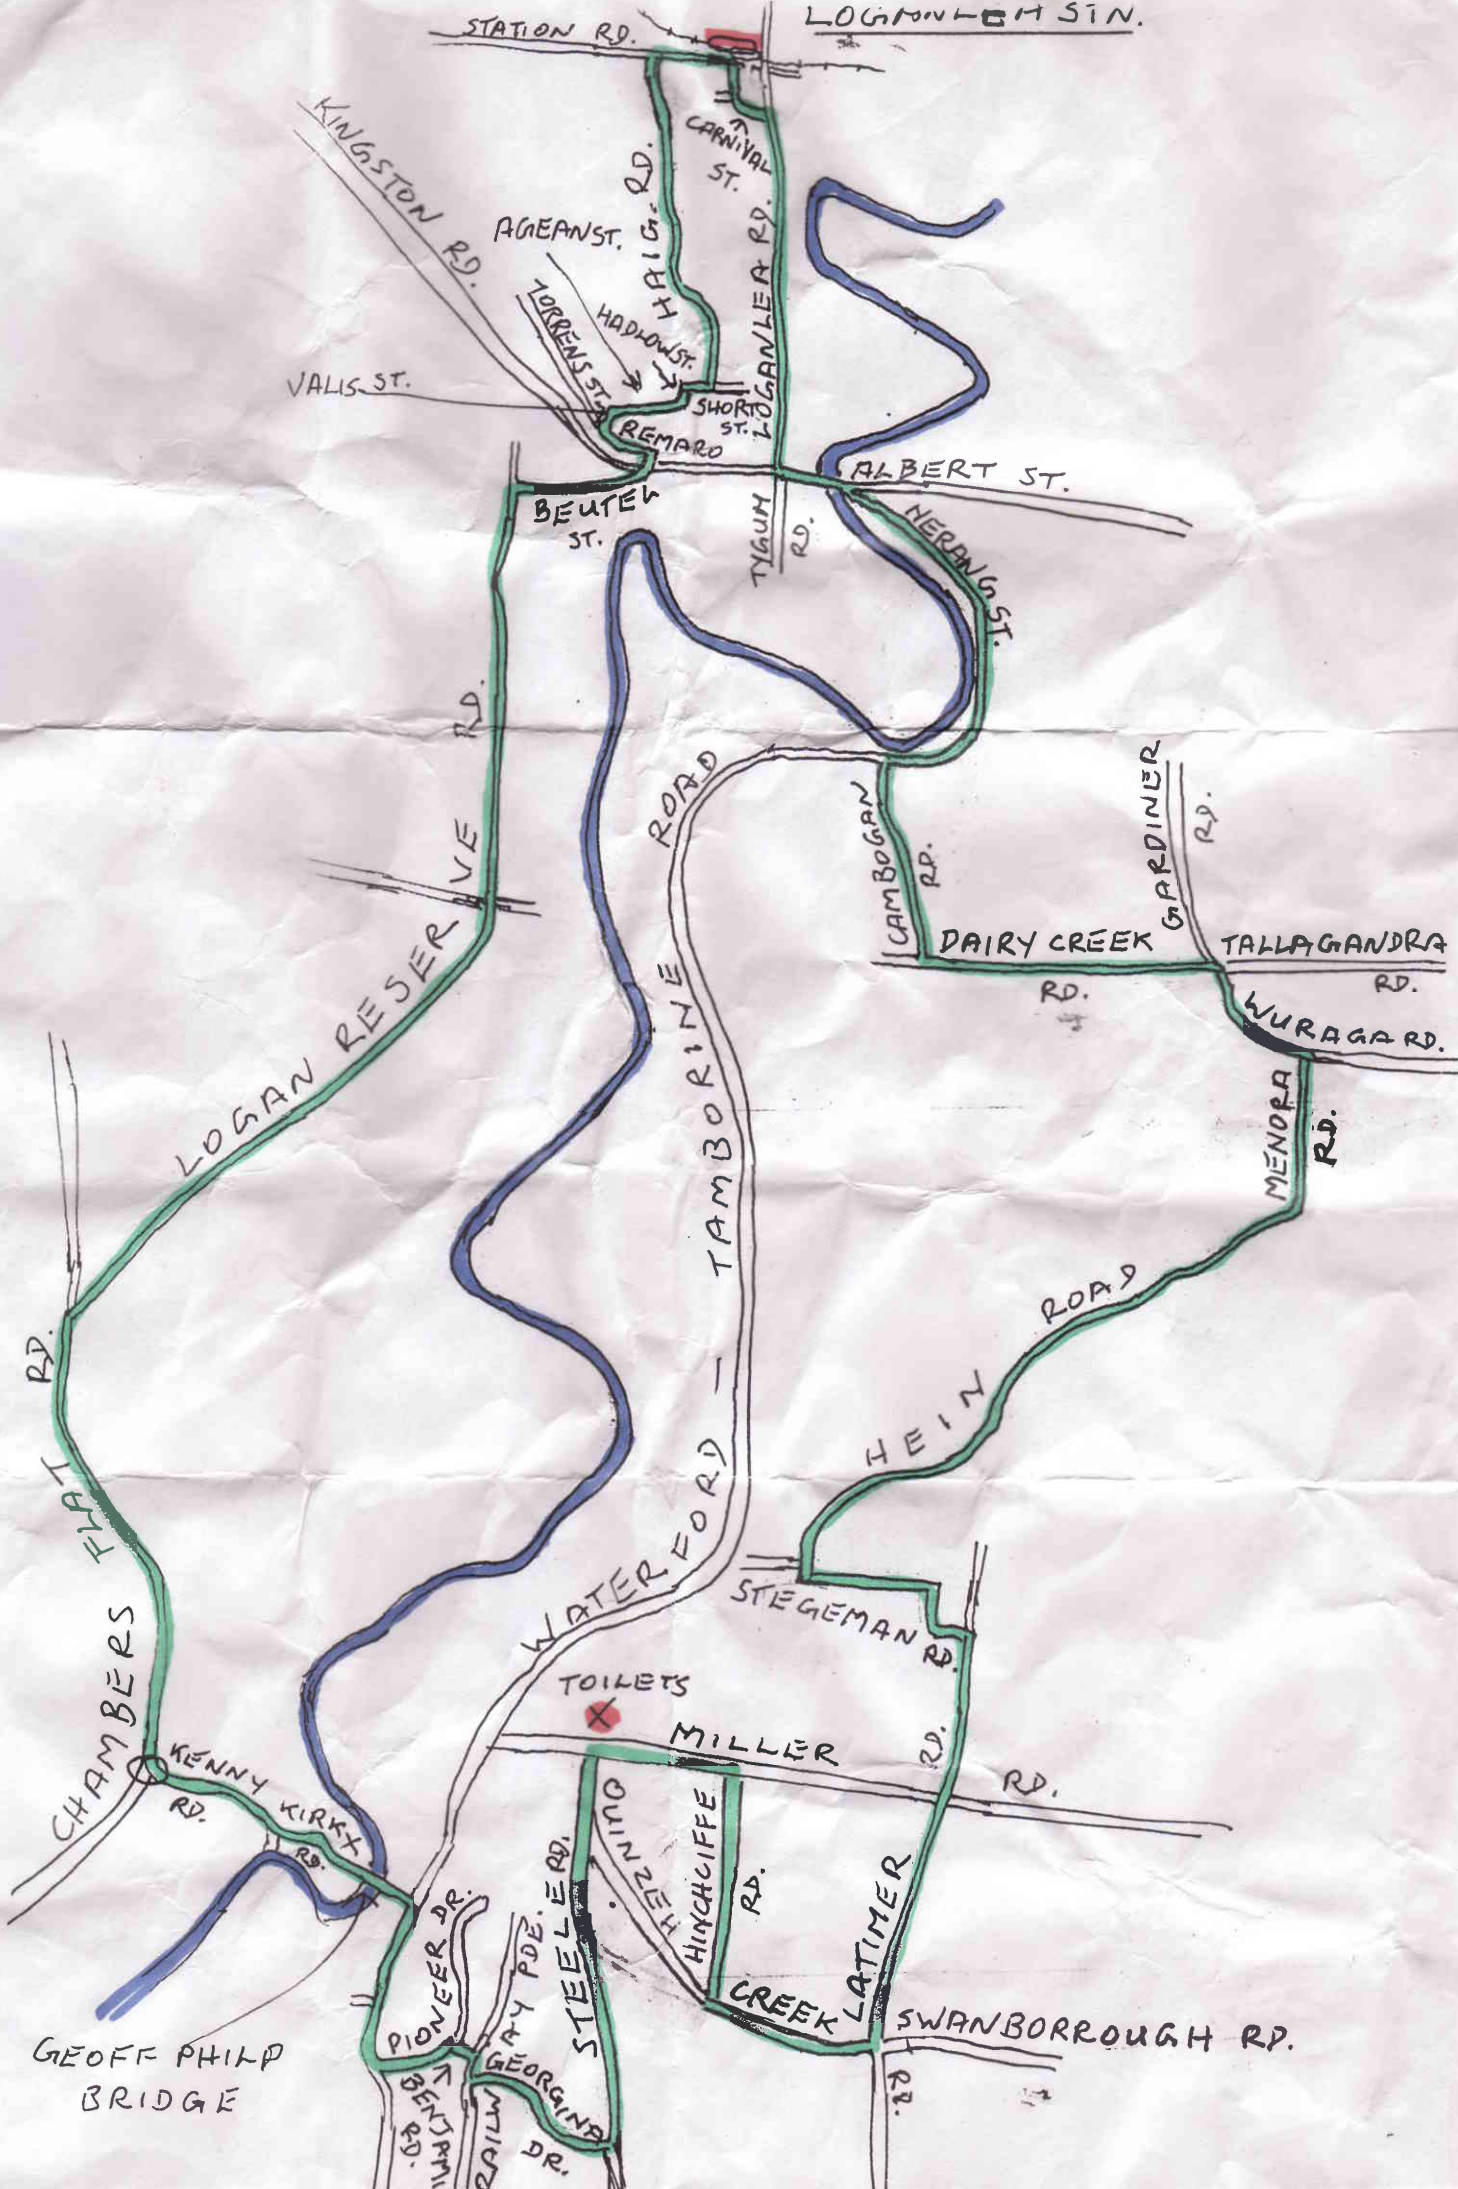 LOGANLEA STN.
STATION RD.
KINGSTON RD.
CARNIVAL
ST.
HAIG RD.
AGEAN ST.
LOGANLEA RD.
TORRENS ST.
HADLOW ST.
VALIS ST.
SHORT
ST.
REMARO
ALBERT ST.
BEUTEL
ST.
TYGUM
RD.
NERANG ST.
LOGAN RESERVE RD.
WATERFORD - TAMBORINE ROAD
CAMBOGAN
RD.
GARDINER
RD.
DAIRY CREEK
RD.
TALLAGANDRA
RD.
WURAGA RD.
MENORA
RD.
HEIN ROAD
STEGEMAN
RD.
CHAMBERS FLAT RD.
TOILETS
X
MILLER
RD.
KENNY
RD.
KIRK
RD.
QUINZEH
CREEK
HINCHCLIFFE
RD.
LATIMER
RD.
STEELE RD.
PIONEER DR.
RAILWAY PDE.
SWANBORROUGH RD.
RD.
PIONEER
GEORGINA
DR.
GEOFF PHILP
BRIDGE
RD.